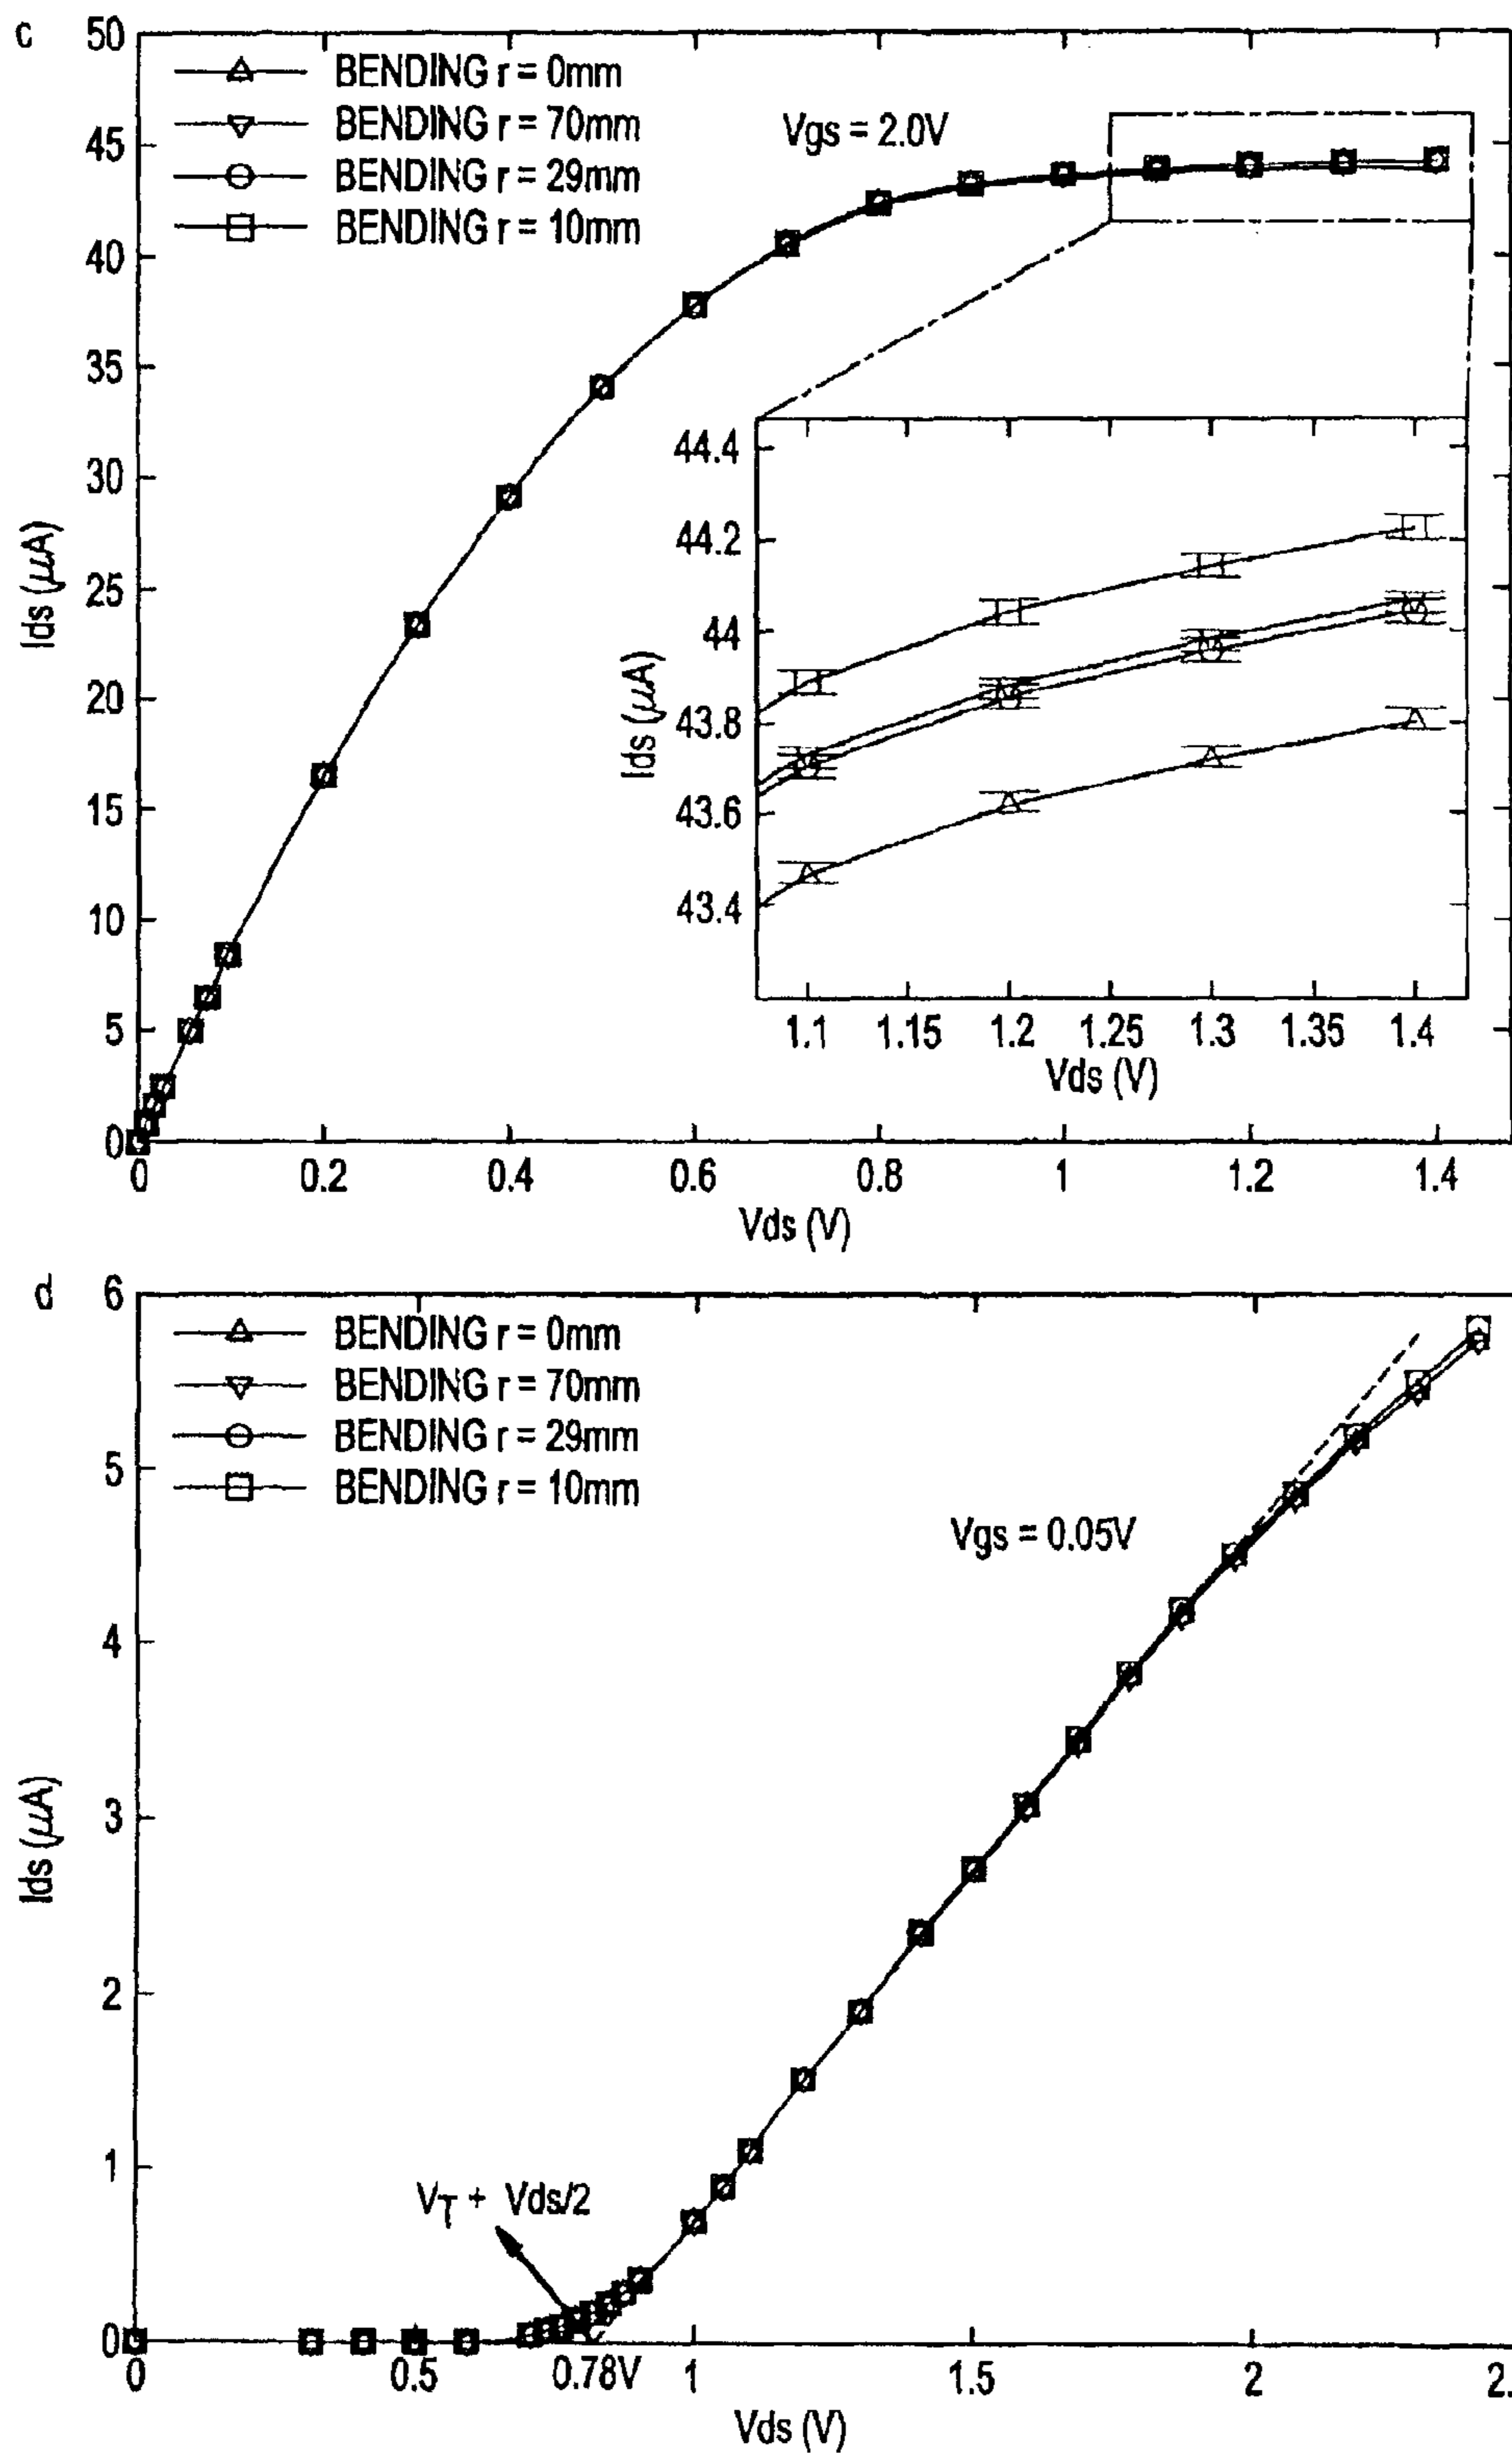 c
50
45
40
35
30
25
20
15
10
5
0
Ids (μA)
BENDING r = 0mm
BENDING r = 70mm
BENDING r = 29mm
BENDING r = 10mm
Vgs = 2.0V
44.4
44.2
44
43.8
43.6
43.4
Ids (μA)
1.1 1.15 1.2 1.25 1.3 1.35 1.4
Vds (V)
0 0.2 0.4 0.6 0.8 1 1.2 1.4
Vds (V)
d
6
5
4
3
2
1
0
Ids (μA)
BENDING r = 0mm
BENDING r = 70mm
BENDING r = 29mm
BENDING r = 10mm
Vgs = 0.05V
VT + Vds/2
0 0.5 0.78V 1 1.5 2 2.
Vds (V)